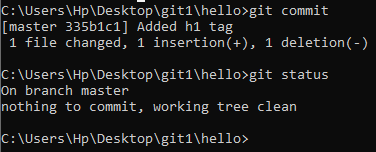 C:\Users\Hp\Desktop\git1\hello>git commit
[master 335b1c1] Added h1 tag
 1 file changed, 1 insertion(+), 1 deletion(-)
C:\Users\Hp\Desktop\git1\hello>git status
On branch master
nothing to commit, working tree clean
C:\Users\Hp\Desktop\git1\hello>